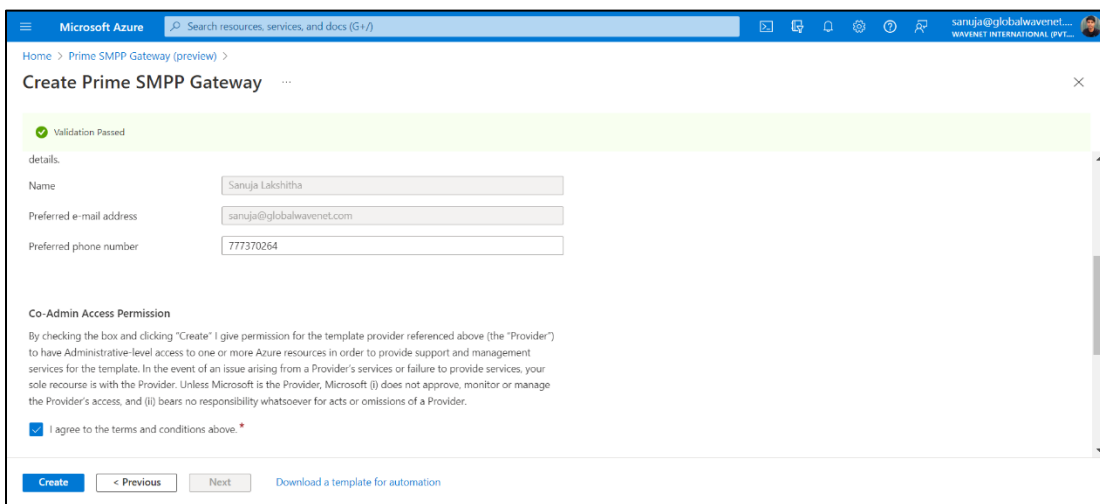 Microsoft Azure
Search resources, services, and docs (G+/)
sanuja@globalwavenet....
WAVENET INTERNATIONAL (PVT....
Home > Prime SMPP Gateway (preview) >
Create Prime SMPP Gateway ...
Validation Passed
details.
Name
Sanuja Lakshitha
Preferred e-mail address
sanuja@globalwavenet.com
Preferred phone number
777370264
Co-Admin Access Permission
By checking the box and clicking "Create" I give permission for the template provider referenced above (the "Provider")
to have Administrative-level access to one or more Azure resources in order to provide support and management
services for the template. In the event of an issue arising from a Provider's services or failure to provide services, your
sole recourse is with the Provider. Unless Microsoft is the Provider, Microsoft (i) does not approve, monitor or manage
the Provider's access, and (ii) bears no responsibility whatsoever for acts or omissions of a Provider.
I agree to the terms and conditions above. *
Create
< Previous
Next
Download a template for automation